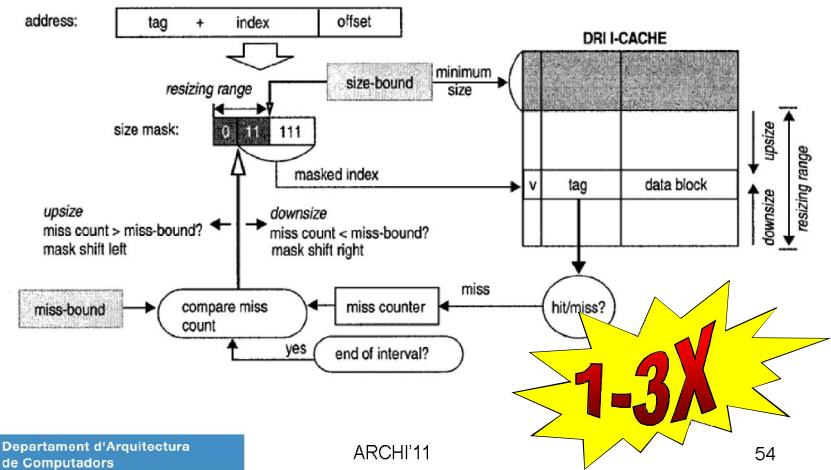 address:
tag + index
offset
DRI I-CACHE
resizing range
size-bound
minimum
size
size mask:
0
11
111
masked index
v
tag
data block
upsize
downsize
resizing range
upsize
miss count > miss-bound?
mask shift left
downsize
miss count < miss-bound?
mask shift right
miss-bound
compare miss
count
miss counter
miss
hit/miss?
yes
end of interval?
1-3X
Departament d'Arquitectura
de Computadors
ARCHI'11
54